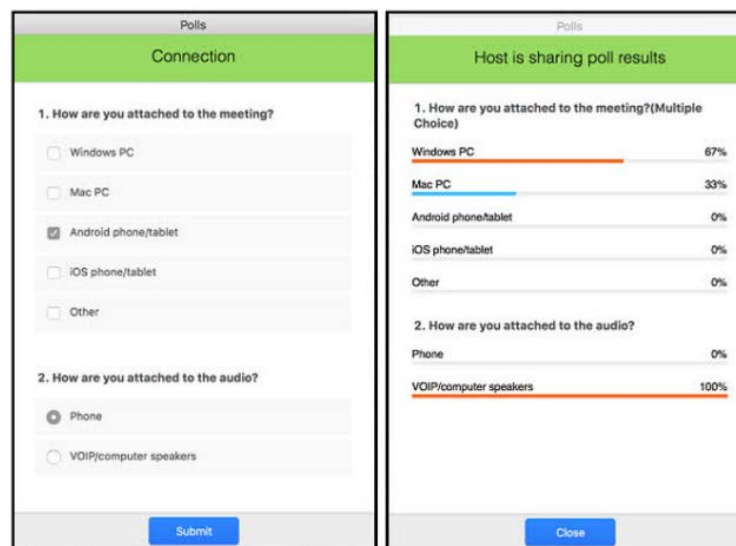 Polls
Connection
1. How are you attached to the meeting?
Windows PC
Mac PC
Android phone/tablet
iOS phone/tablet
Other
2. How are you attached to the audio?
Phone
VOIP/computer speakers
Submit
Polls
Host is sharing poll results
1. How are you attached to the meeting?(Multiple
Choice)
Windows PC 67%
Mac PC 33%
Android phone/tablet 0%
iOS phone/tablet 0%
Other 0%
2. How are you attached to the audio?
Phone 0%
VOIP/computer speakers 100%
Close